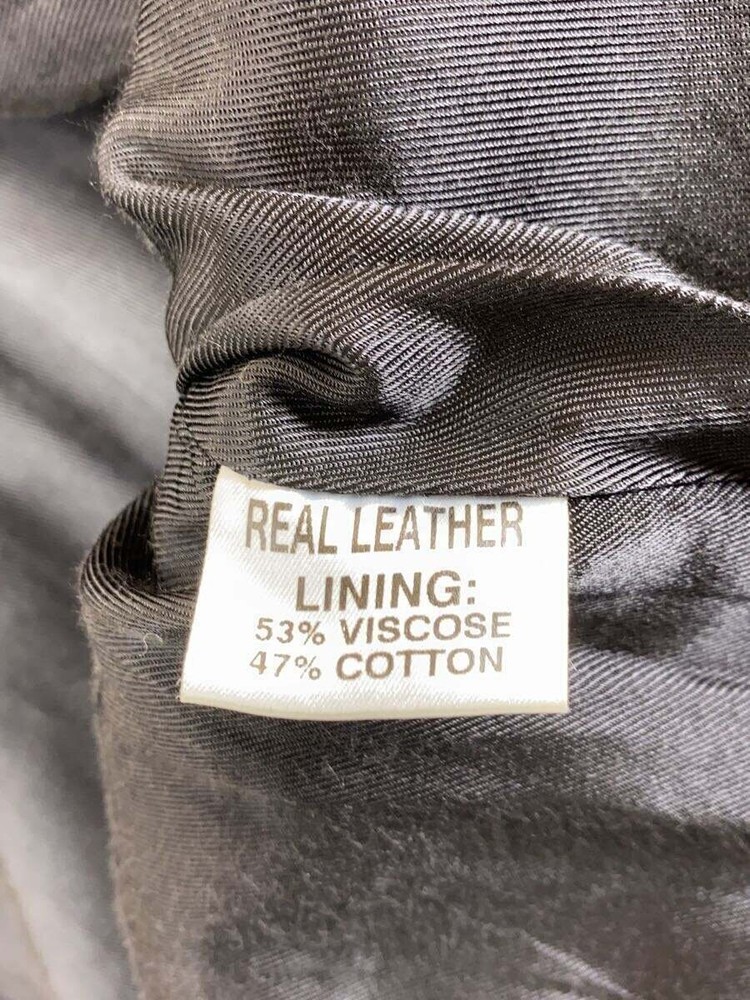 REAL LEATHER
LINING:
53% VISCOSE
47% COTTON